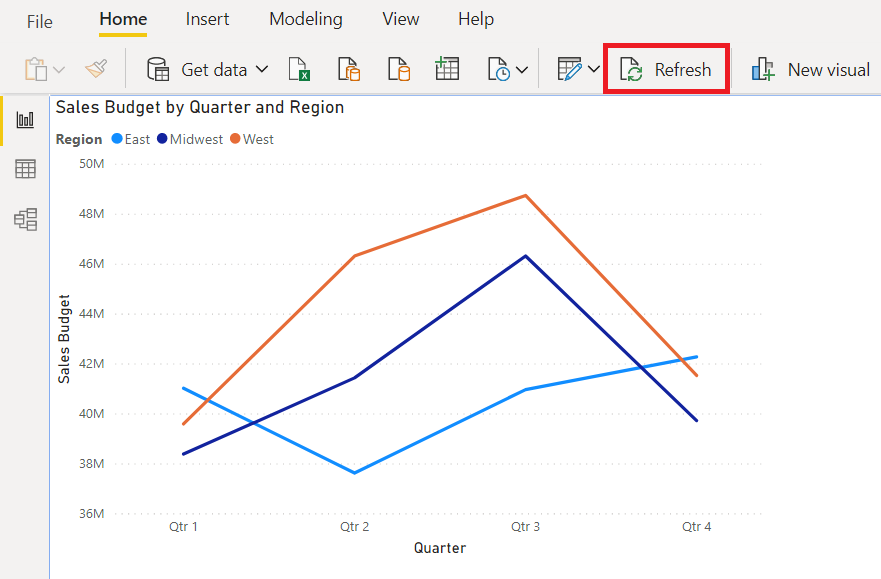 File Home Insert Modeling View Help
Get data Refresh New visual
Sales Budget by Quarter and Region
Region East Midwest West
50M
48M
46M
44M
42M
40M
38M
36M
Sales Budget
Qtr 1 Qtr 2 Qtr 3 Qtr 4
Quarter